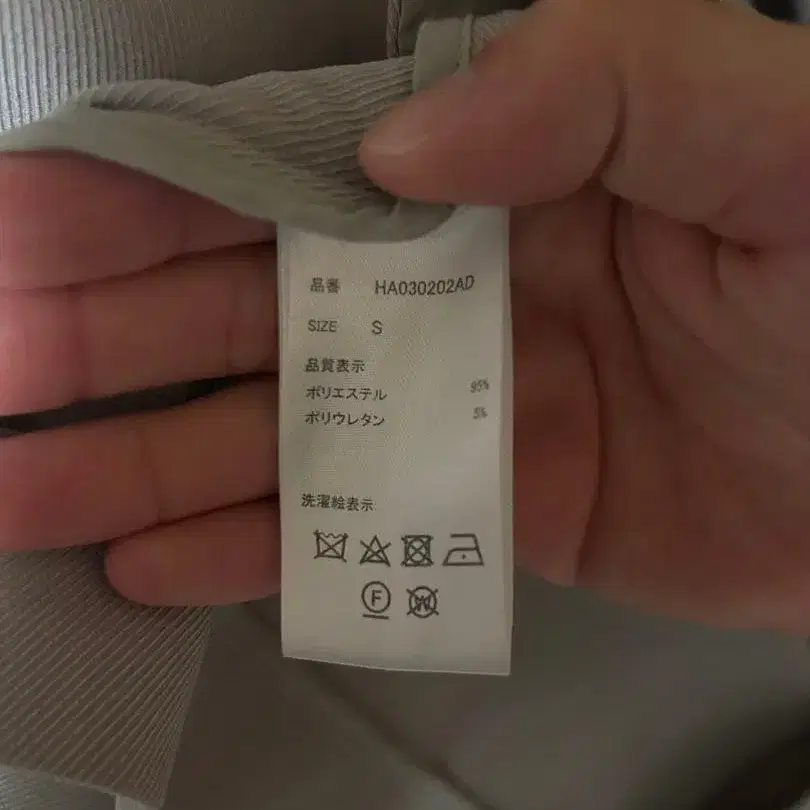 品番 HA030202AD
SIZE S
品質表示
ポリエステル 95%
ポリウレタン 5%
洗濯絵表示
F
W